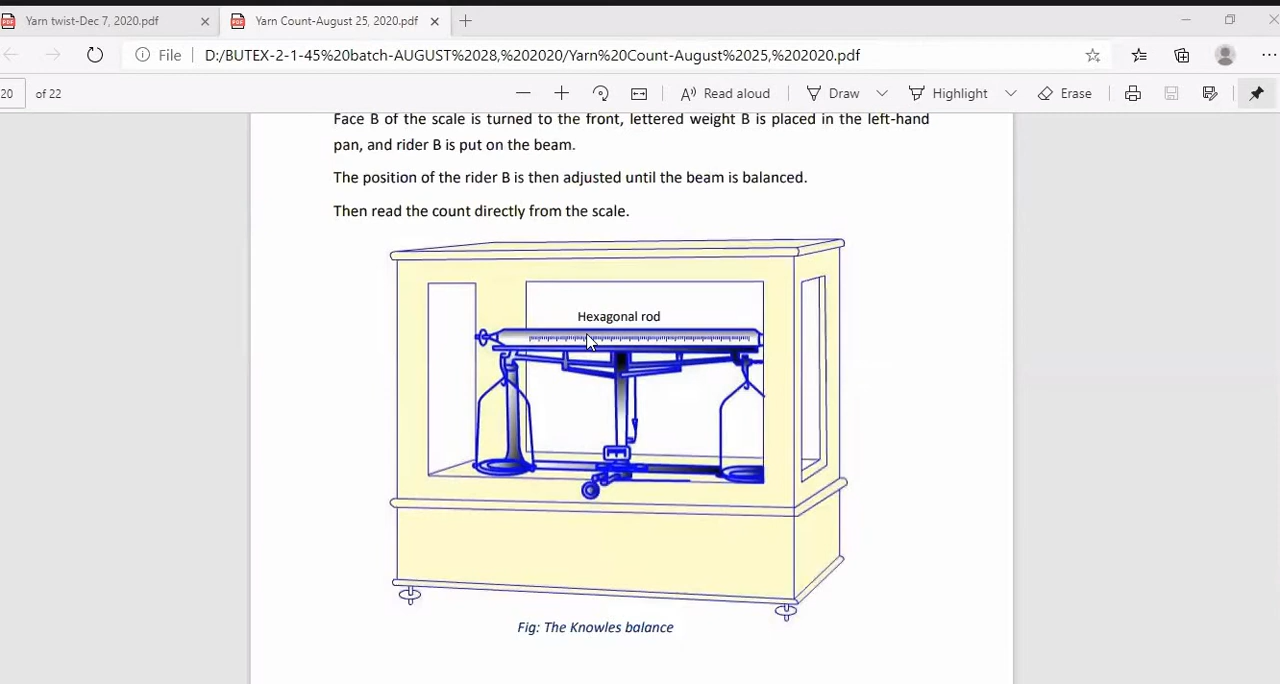 Yarn twist-Dec 7, 2020.pdf
Yarn Count-August 25, 2020.pdf
File
D:/BUTEX-2-1-45%20batch-AUGUST%2028,%202020/Yarn%20Count-August%2025,%202020.pdf
20 of 22
Read aloud
Draw
Highlight
Erase
Face B of the scale is turned to the front, lettered weight B is placed in the left-hand
pan, and rider B is put on the beam.
The position of the rider B is then adjusted until the beam is balanced.
Then read the count directly from the scale.
Hexagonal rod
Fig: The Knowles balance